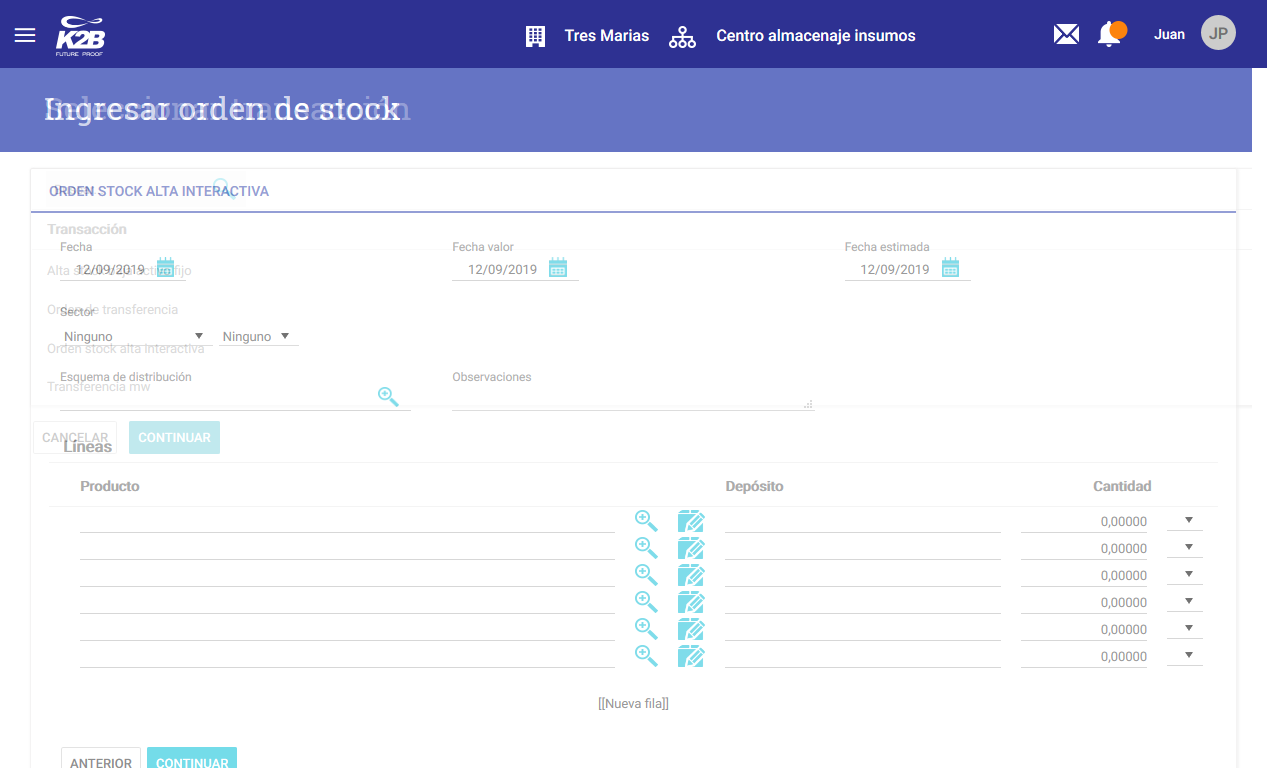 K2B
FUTURE PROOF
Tres Marias
Centro almacenaje insumos
Juan
JP
Ingresar orden de stock
Seleccionar transacción
ORDEN STOCK ALTA INTERACTIVA
Transacción
Fecha
Fecha valor
Fecha estimada
12/09/2019
12/09/2019
12/09/2019
Orden de transferencia
Sector
Ninguno
Ninguno
Orden stock alta interactiva
Esquema de distribución
Observaciones
Transferencia mw
CANCELAR
CONTINUAR
Líneas
Producto
Depósito
Cantidad
0,00000
0,00000
0,00000
0,00000
0,00000
0,00000
[[Nueva fila]]
ANTERIOR
CONTINUAR